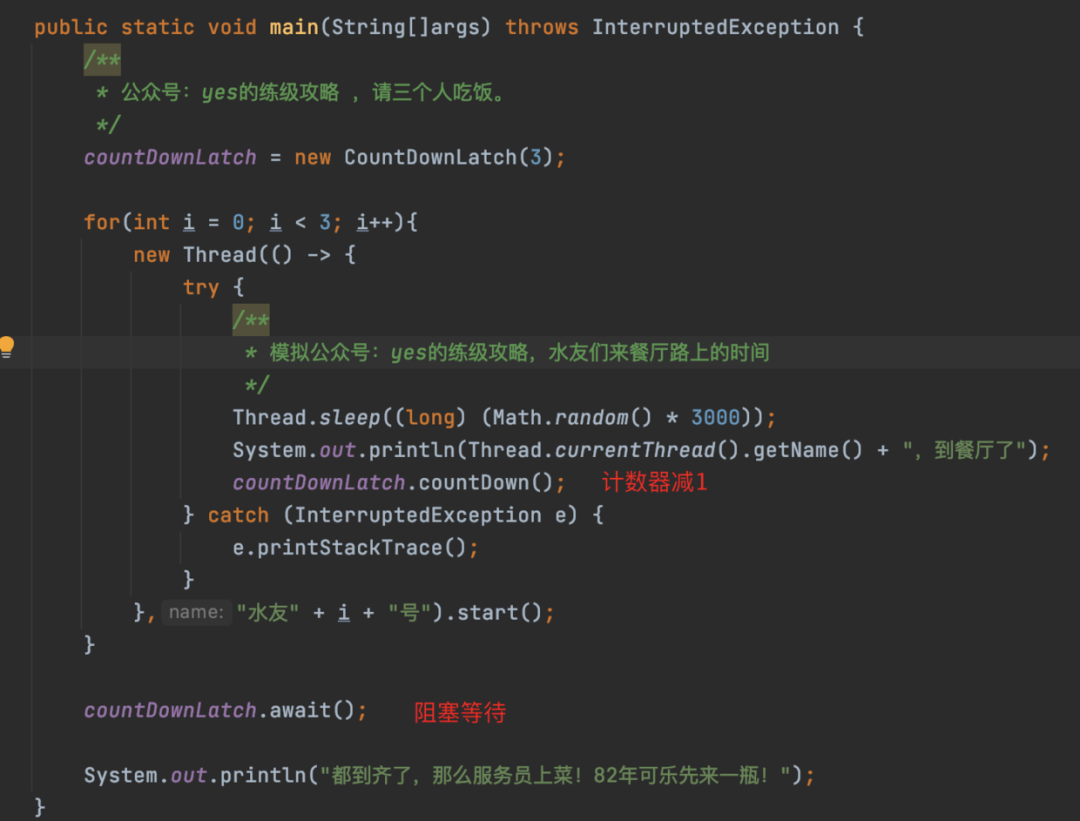 public static void main(String[]args) throws InterruptedException {
/**
* 公众号：yes的练级攻略 ，请三个人吃饭。
*/
countDownLatch = new CountDownLatch(3);
for(int i = 0; i < 3; i++){
new Thread(() -> {
try {
/**
* 模拟公众号：yes的练级攻略，水友们来餐厅路上的时间
*/
Thread.sleep((long) (Math.random() * 3000));
System.out.println(Thread.currentThread().getName() + "，到餐厅了");
countDownLatch.countDown(); 计数器减1
} catch (InterruptedException e) {
e.printStackTrace();
}
}, name: "水友" + i + "号").start();
}
countDownLatch.await(); 阻塞等待
System.out.println("都到齐了，那么服务员上菜！82年可乐先来一瓶！");
}